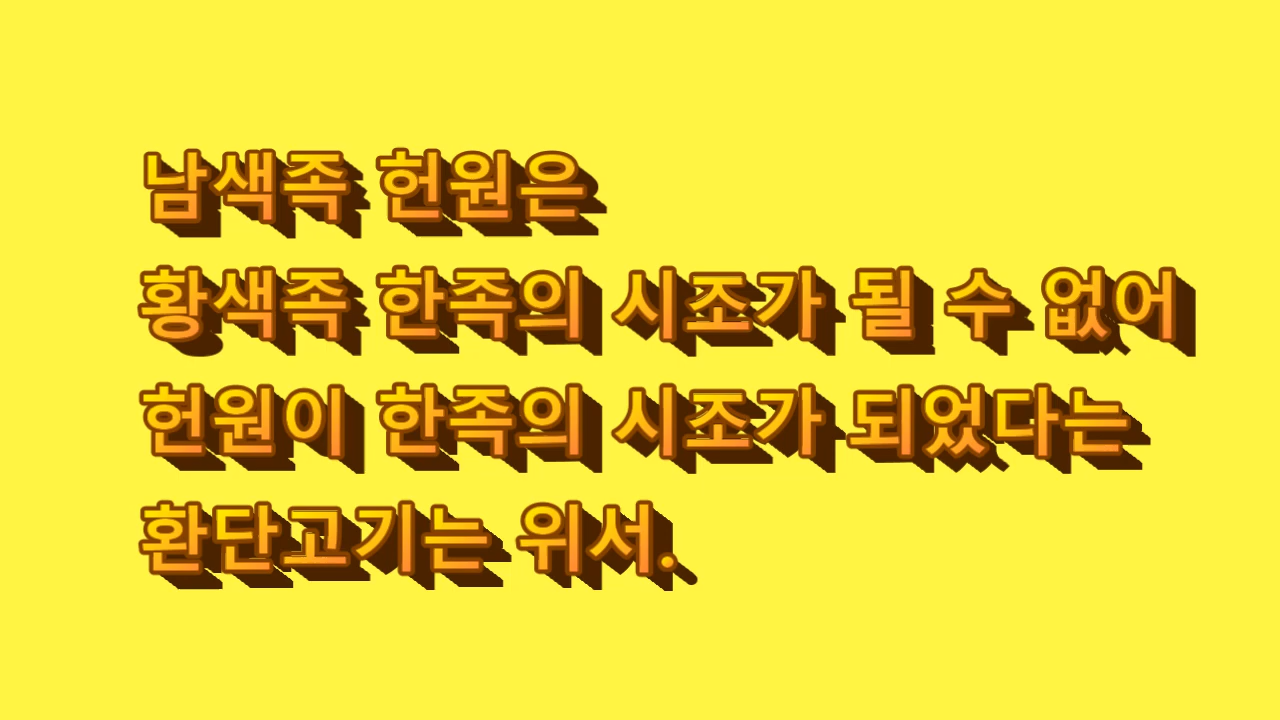 남색족 헌원은
황색족 한족의 시조가 될 수 없어
헌원이 한족의 시조가 되었다는
환단고기는 위서.